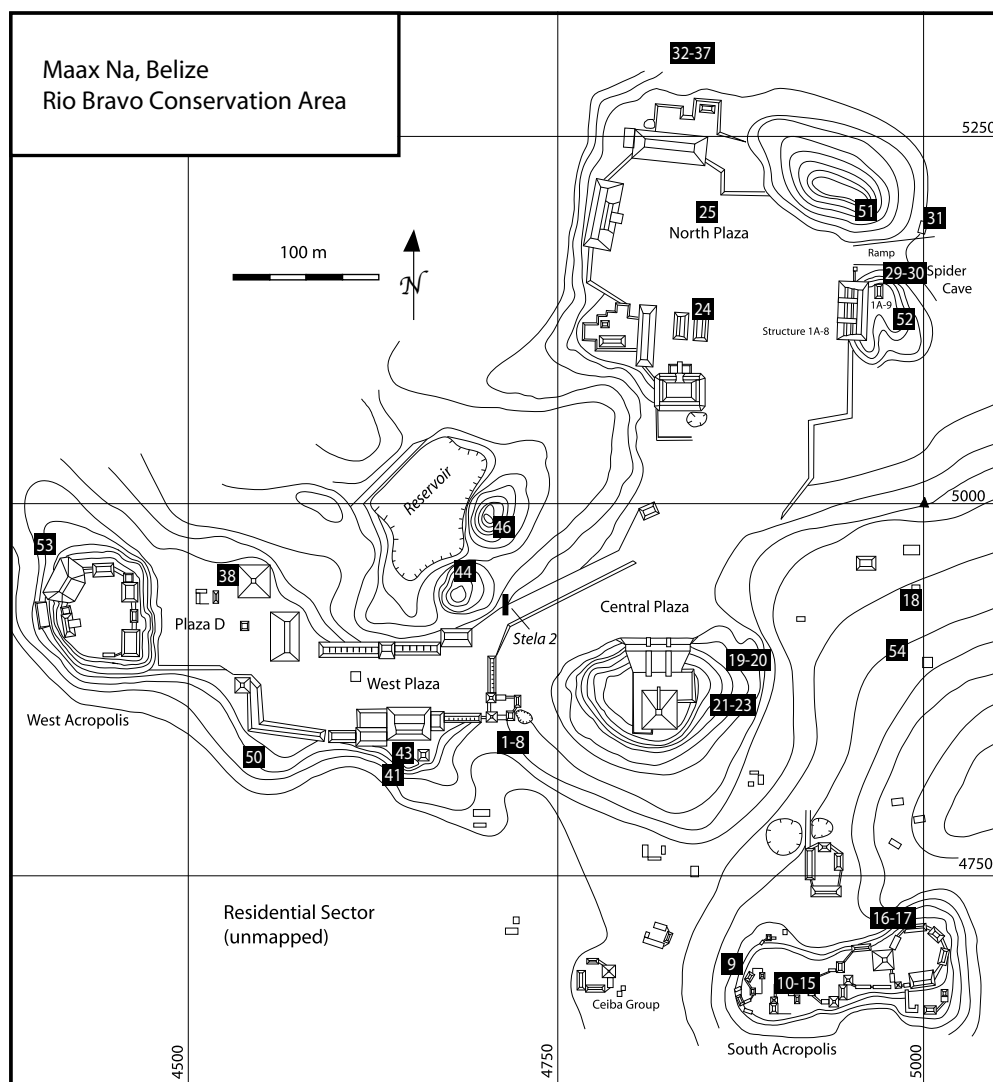 Maax Na, Belize
Rio Bravo Conservation Area
32-37
5250
51
25
31
North Plaza
100 m
Ramp
29-30
Spider
Cave
N
1A-9
24
52
Structure 1A-8
Reservoir
5000
46
53
44
38
18
Central Plaza
Plaza D
Stela 2
54
19-20
West Plaza
21-23
West Acropolis
1-8
43
50
41
4750
Residential Sector
(unmapped)
16-17
9
10-15
Ceiba Group
South Acropolis
4500
4750
5000